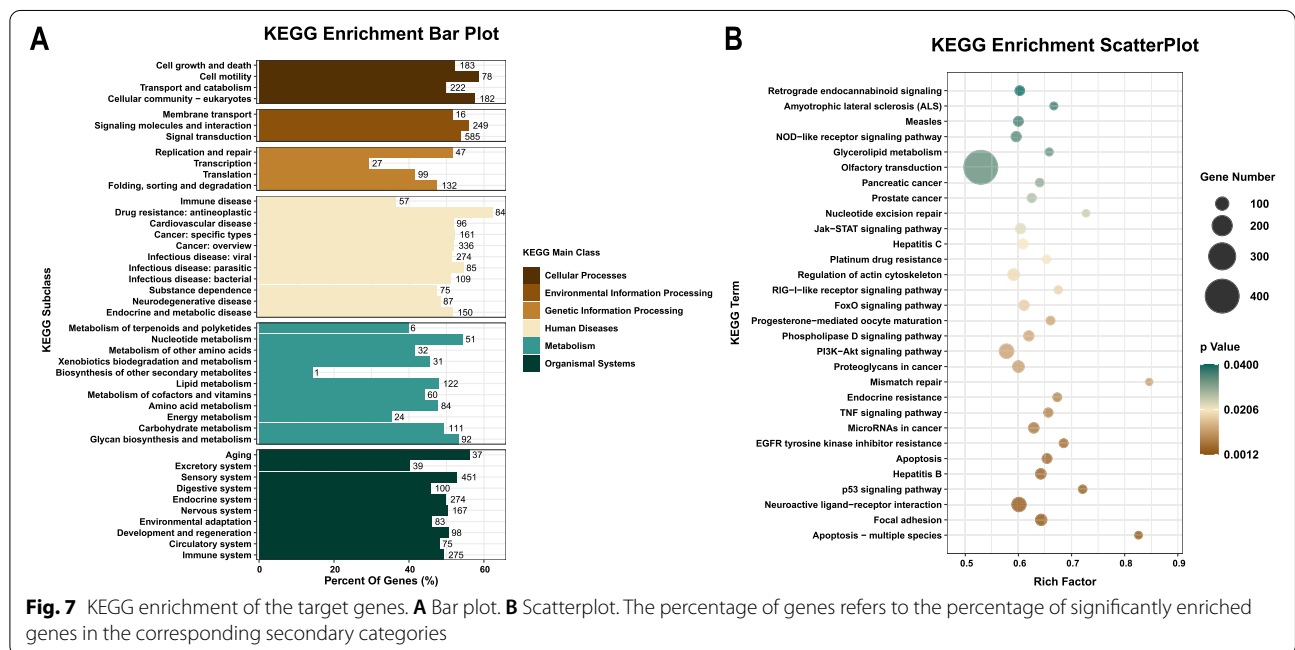 A
KEGG Enrichment Bar Plot
KEGG Subclass
Cell growth and death 183
Cell motility 78
Transport and catabolism 222
Cellular community − eukaryotes 182
Membrane transport 16
Signaling molecules and interaction 249
Signal transduction 585
Replication and repair 47
Transcription 27
Translation 99
Folding, sorting and degradation 132
Immune disease 57
Drug resistance: antineoplastic 84
Cardiovascular disease 96
Cancer: specific types 161
Cancer: overview 336
Infectious disease: viral 274
Infectious disease: parasitic 85
Infectious disease: bacterial 109
Substance dependence 75
Neurodegenerative disease 87
Endocrine and metabolic disease 150
Metabolism of terpenoids and polyketides 6
Nucleotide metabolism 51
Metabolism of other amino acids 32
Xenobiotics biodegradation and metabolism 31
Biosynthesis of other secondary metabolites 1
Lipid metabolism 122
Metabolism of cofactors and vitamins 60
Amino acid metabolism 84
Energy metabolism 24
Carbohydrate metabolism 111
Glycan biosynthesis and metabolism 92
Aging 37
Excretory system 39
Sensory system 451
Digestive system 100
Endocrine system 274
Nervous system 167
Environmental adaptation 83
Development and regeneration 98
Circulatory system 75
Immune system 275
0 20 40 60
Percent Of Genes (%)
KEGG Main Class
Cellular Processes
Environmental Information Processing
Genetic Information Processing
Human Diseases
Metabolism
Organismal Systems
B
KEGG Enrichment ScatterPlot
KEGG Term
Retrograde endocannabinoid signaling
Amyotrophic lateral sclerosis (ALS)
Measles
NOD−like receptor signaling pathway
Glycerolipid metabolism
Olfactory transduction
Pancreatic cancer
Prostate cancer
Nucleotide excision repair
Jak−STAT signaling pathway
Hepatitis C
Platinum drug resistance
Regulation of actin cytoskeleton
RIG−I−like receptor signaling pathway
FoxO signaling pathway
Progesterone−mediated oocyte maturation
Phospholipase D signaling pathway
PI3K−Akt signaling pathway
Proteoglycans in cancer
Mismatch repair
Endocrine resistance
TNF signaling pathway
MicroRNAs in cancer
EGFR tyrosine kinase inhibitor resistance
Apoptosis
Hepatitis B
p53 signaling pathway
Neuroactive ligand−receptor interaction
Focal adhesion
Apoptosis − multiple species
0.5 0.6 0.7 0.8 0.9
Rich Factor
Gene Number
100
200
300
400
p Value
0.0400
0.0206
0.0012
Fig. 7 KEGG enrichment of the target genes. A Bar plot. B Scatterplot. The percentage of genes refers to the percentage of significantly enriched
genes in the corresponding secondary categories